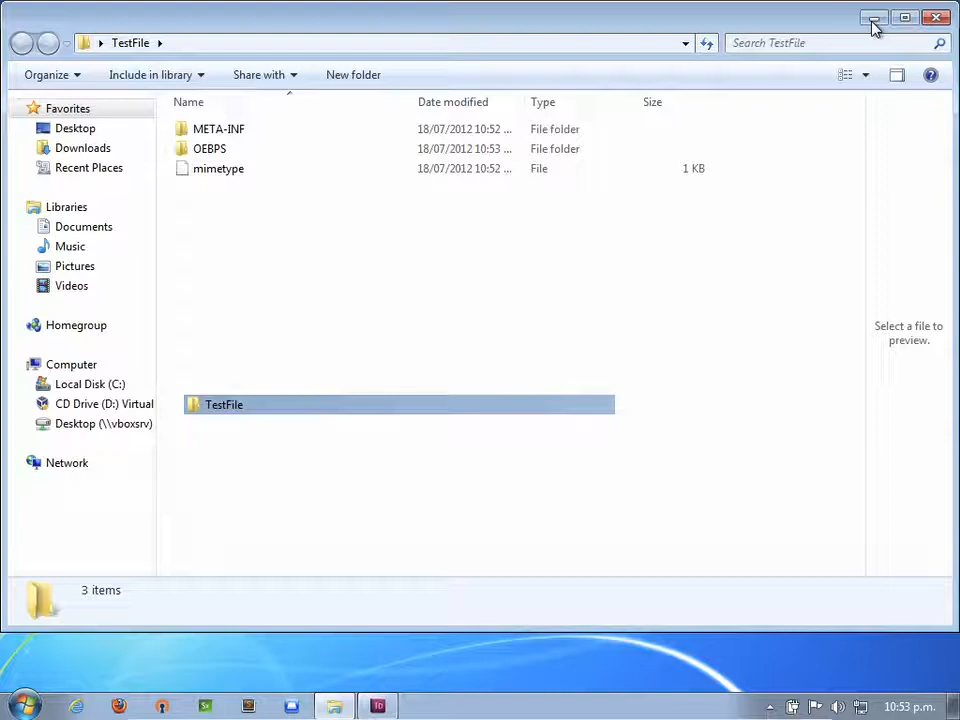 TestFile
Search TestFile
Organize Include in library Share with New folder
Name Date modified Type Size
Favorites
Desktop
Downloads
Recent Places
Libraries
Documents
Music
Pictures
Videos
Homegroup
Computer
Local Disk (C:)
CD Drive (D:) Virtual
Desktop (\\vboxsrv)
Network
META-INF 18/07/2012 10:52 ... File folder
OEBPS 18/07/2012 10:53 ... File folder
mimetype 18/07/2012 10:52 ... File 1 KB
TestFile
Select a file to
preview.
3 items
10:53 p.m.